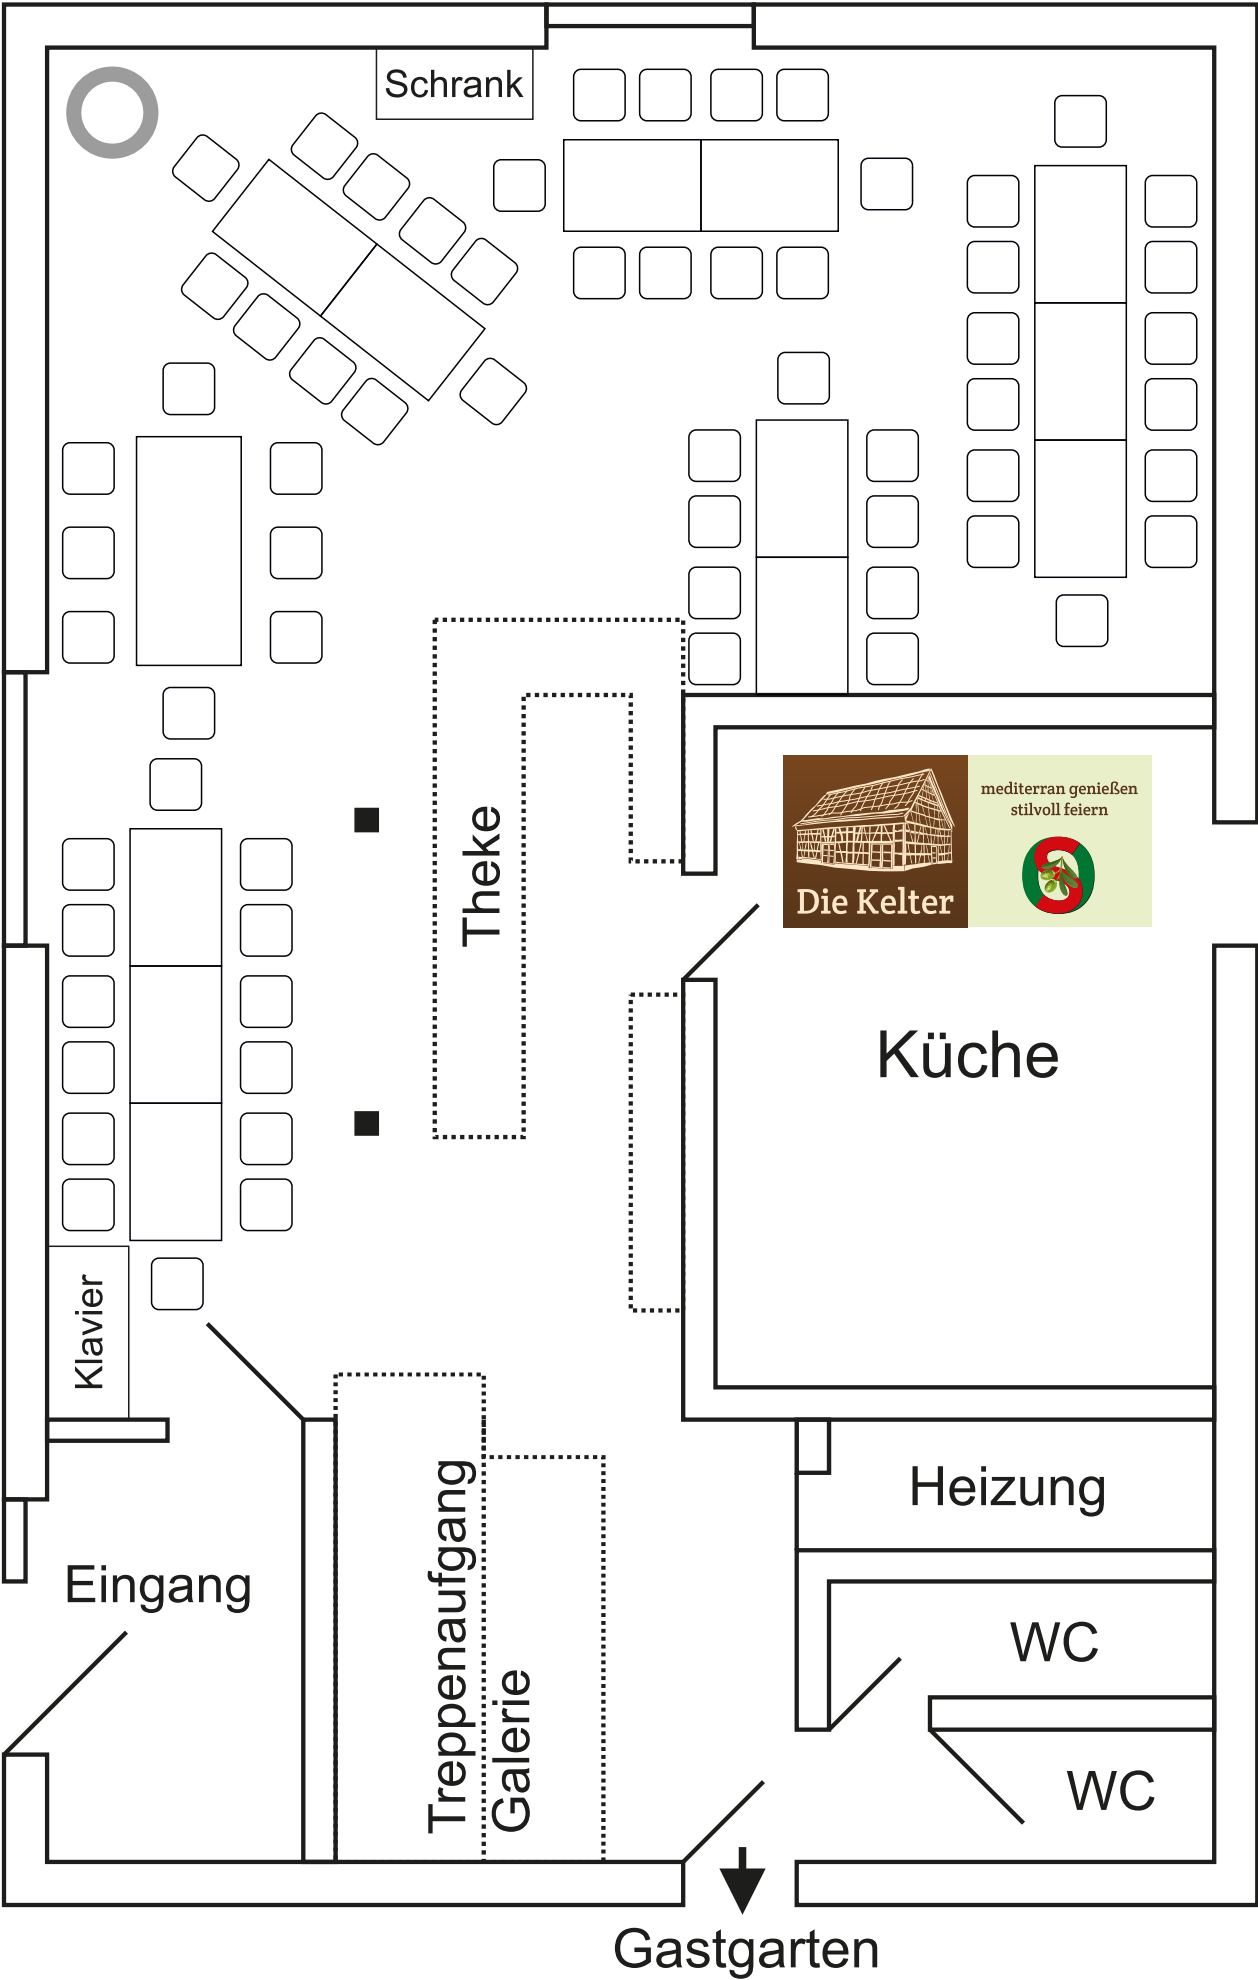 Schrank
mediterran genießen
stilvoll feiern
Die Kelter
Theke
Küche
Klavier
Heizung
Eingang
Treppenaufgang
Galerie
WC
WC
Gastgarten